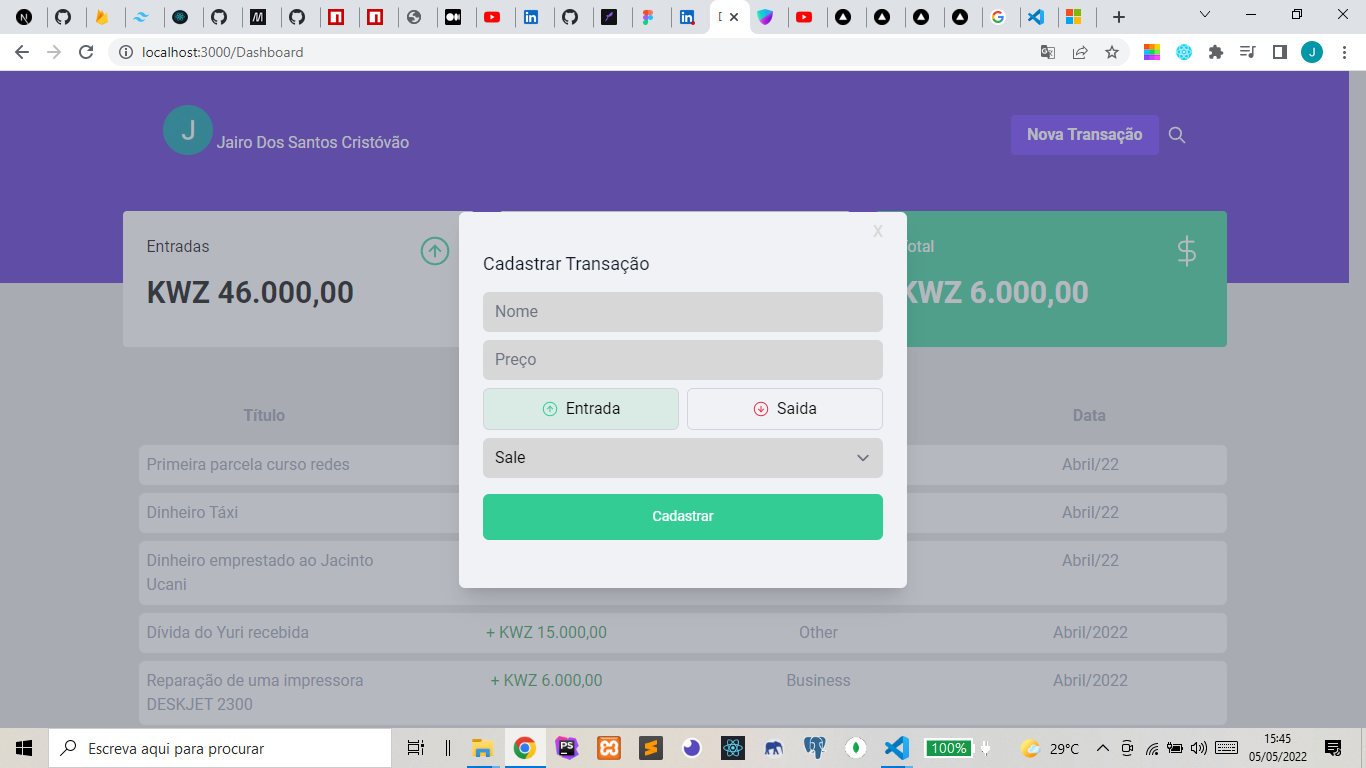 localhost:3000/Dashboard
J
J
Jairo Dos Santos Cristóvão
Nova Transação
Entradas
KWZ 46.000,00
X
Cadastrar Transação
Nome
Preço
Entrada
Saida
Sale
Cadastrar
otal
KWZ 6.000,00
Título
Data
Primeira parcela curso redes
Abril/22
Dinheiro Táxi
Abril/22
Dinheiro emprestado ao Jacinto
Ucani
Abril/22
Dívida do Yuri recebida
+ KWZ 15.000,00
Other
Abril/2022
Reparação de uma impressora
DESKJET 2300
+ KWZ 6.000,00
Business
Abril/2022
Escreva aqui para procurar
PS
100%
29°C
15:45
05/05/2022